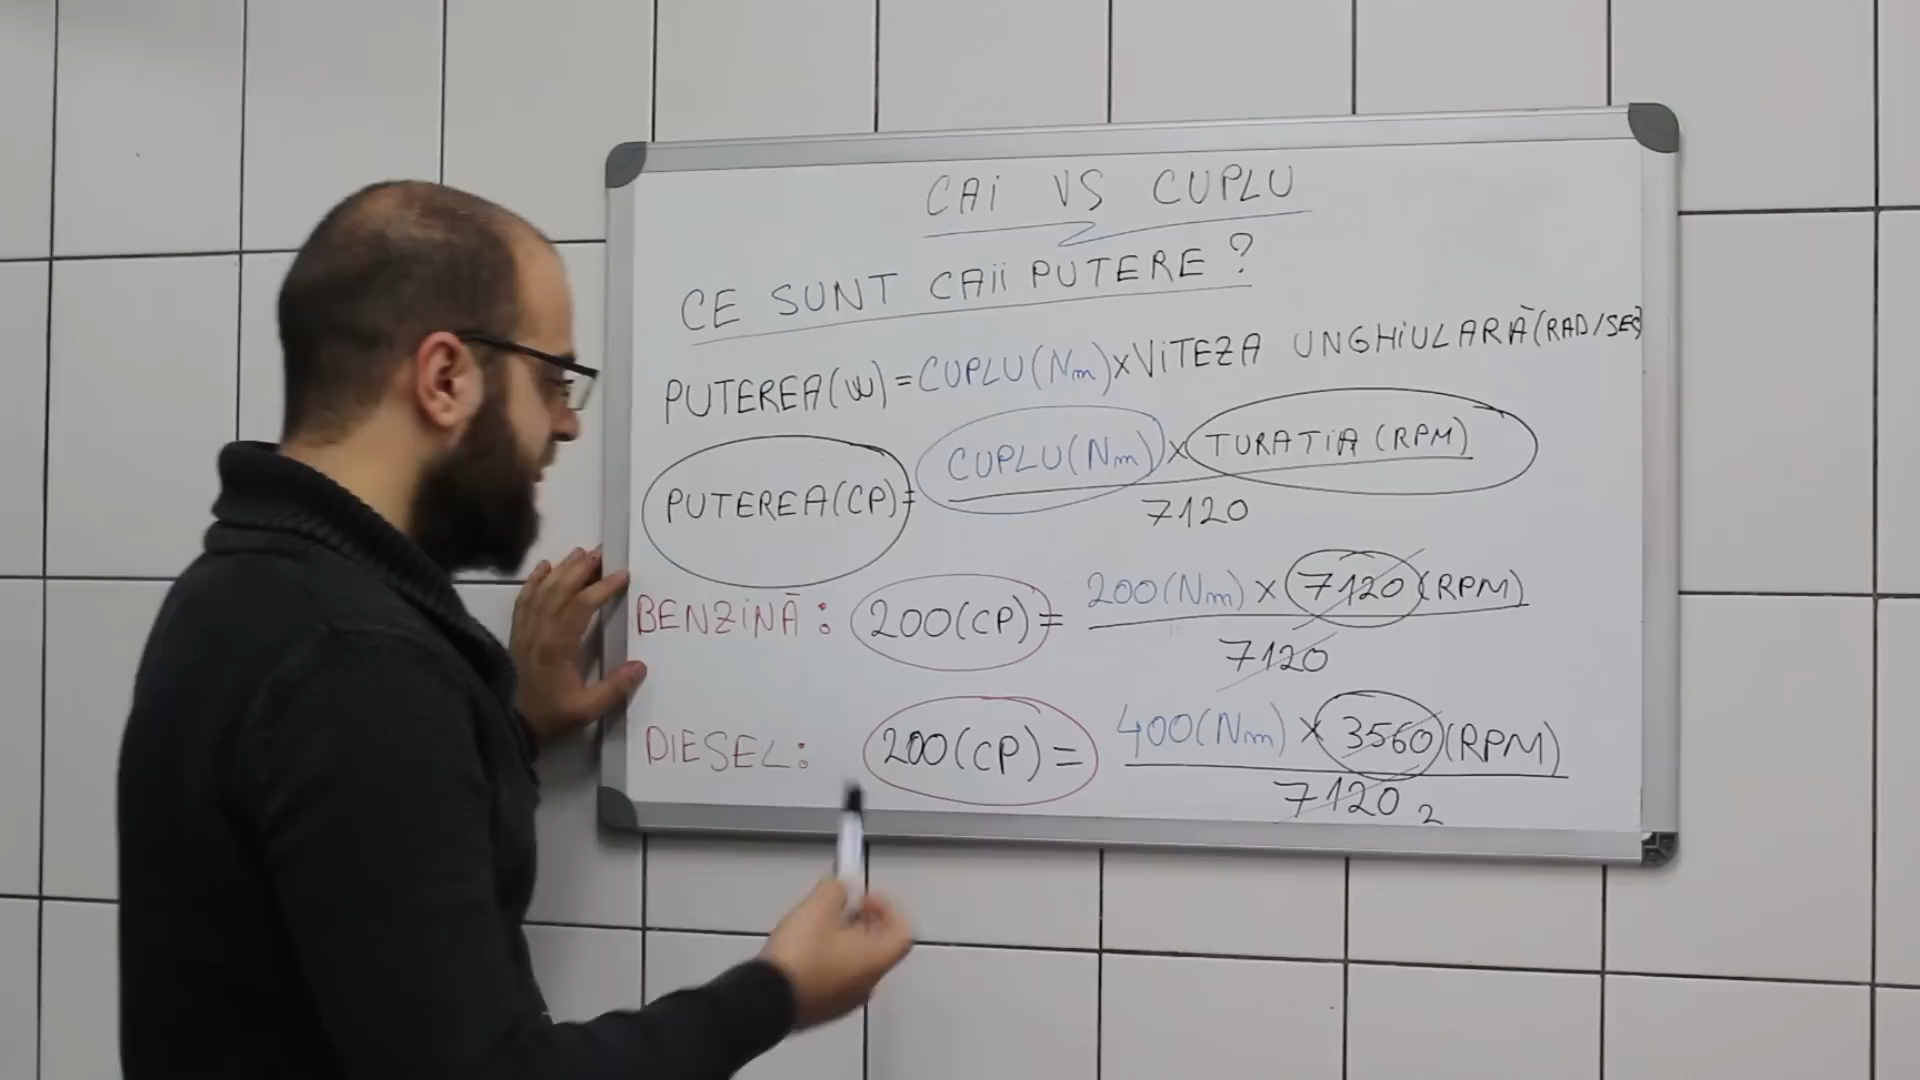 CAi VS CUPLU
CE SUNT CAii PUTERE?
PUTEREA(W)=CUPLU(Nm)xViTEZA UNGHiULARĂ(RAD/SEC)
PUTEREA(CP)= CUPLU(Nm)x TURATiA (RPM)
7120
BENZiNĂ: 200(CP)= 200(Nm) x 7120 (RPM)
7120
DiESEL: 200(CP)= 400(Nm) x 3560 (RPM)
7120 2